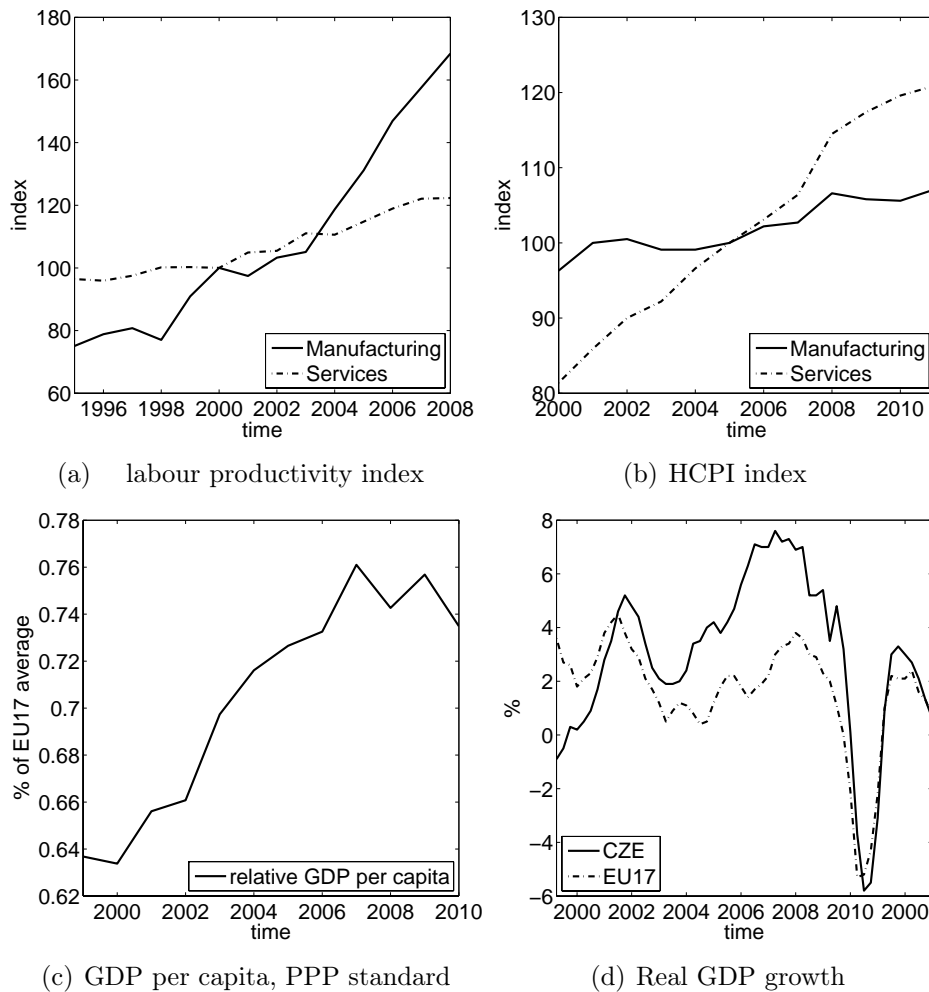 180
160
140
120
100
80
60
index
1996 1998 2000 2002 2004 2006 2008
time
Manufacturing
Services
(a) labour productivity index
130
120
110
100
90
80
index
2000 2002 2004 2006 2008 2010
time
Manufacturing
Services
(b) HCPI index
0.78
0.76
0.74
0.72
0.7
0.68
0.66
0.64
0.62
% of EU17 average
2000 2002 2004 2006 2008 2010
time
relative GDP per capita
(c) GDP per capita, PPP standard
8
6
4
2
0
−2
−4
−6
%
2000 2002 2004 2006 2008 2010 2000
time
CZE
EU17
(d) Real GDP growth